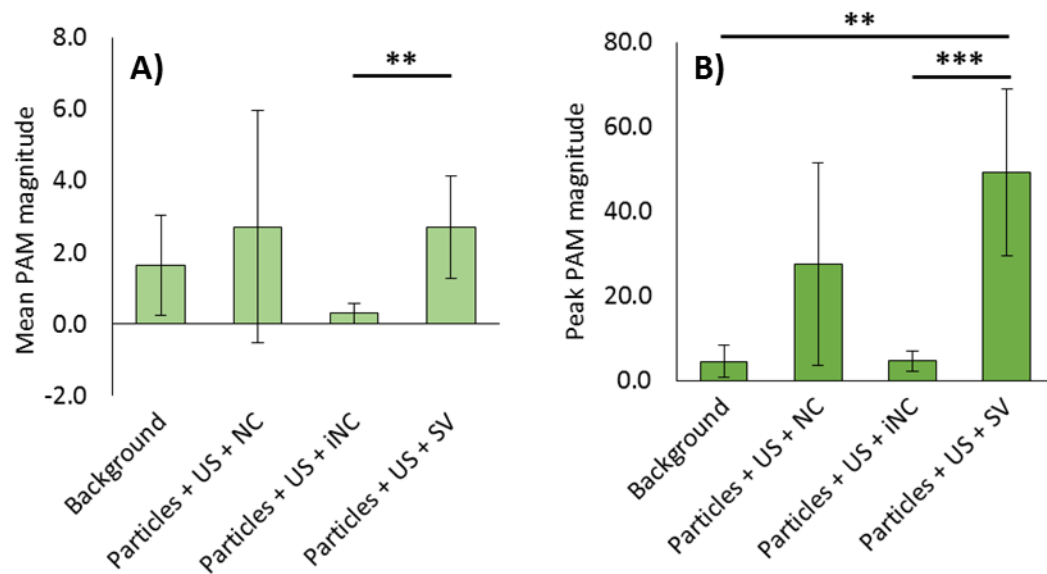 A)
**
Mean PAM magnitude
8.0
6.0
4.0
2.0
0.0
-2.0
Background
Particles + US + NC
Particles + US + iNC
Particles + US + SV
B)
**
***
Peak PAM magnitude
80.0
60.0
40.0
20.0
0.0
Background
Particles + US + NC
Particles + US + iNC
Particles + US + SV